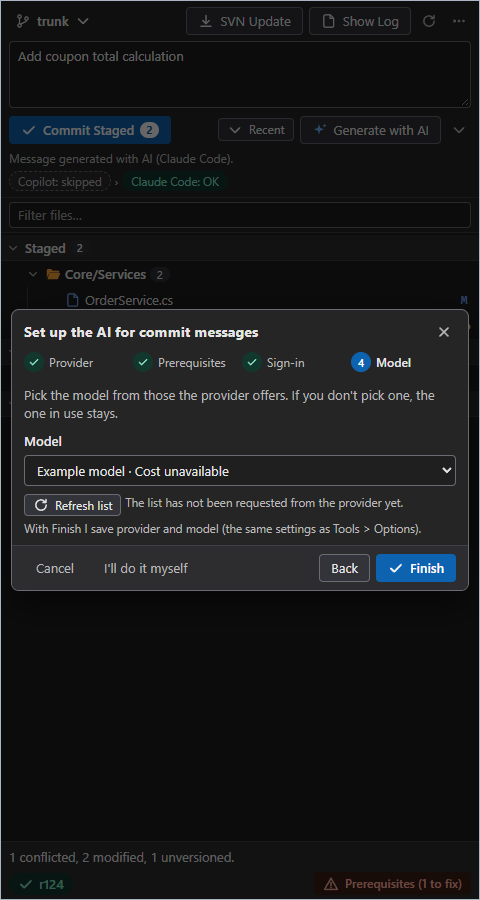 trunk
SVN Update
Show Log
Add coupon total calculation
Commit Staged 2
Recent
Generate with AI
Message generated with AI (Claude Code).
Copilot: skipped › Claude Code: OK
Filter files...
Staged 2
Core/Services 2
OrderService.cs M
Set up the AI for commit messages
Provider
Prerequisites
Sign-in
4 Model
Pick the model from those the provider offers. If you don't pick one, the
one in use stays.
Model
Example model · Cost unavailable
Refresh list
The list has not been requested from the provider yet.
With Finish I save provider and model (the same settings as Tools > Options).
Cancel
I'll do it myself
Back
Finish
1 conflicted, 2 modified, 1 unversioned.
r124
Prerequisites (1 to fix)